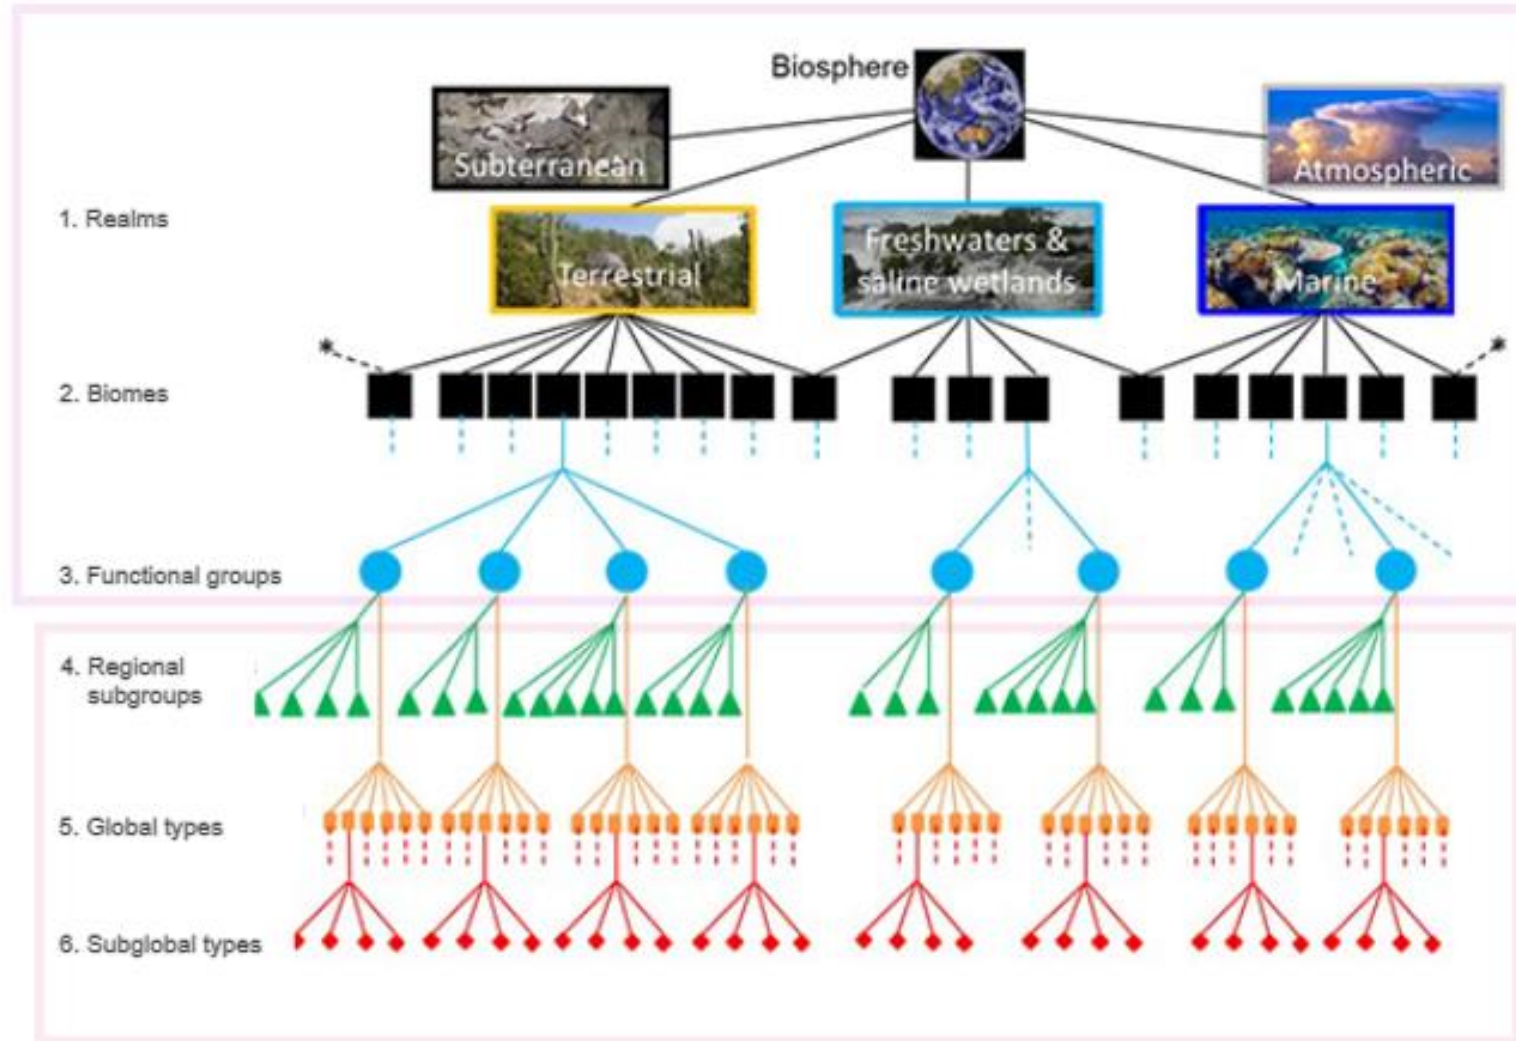 Biosphere
Subterranean
Atmospheric
1. Realms
Terrestrial
Freshwaters &
saline wetlands
Marine
*
*
2. Biomes
3. Functional groups
4. Regional
subgroups
5. Global types
6. Subglobal types